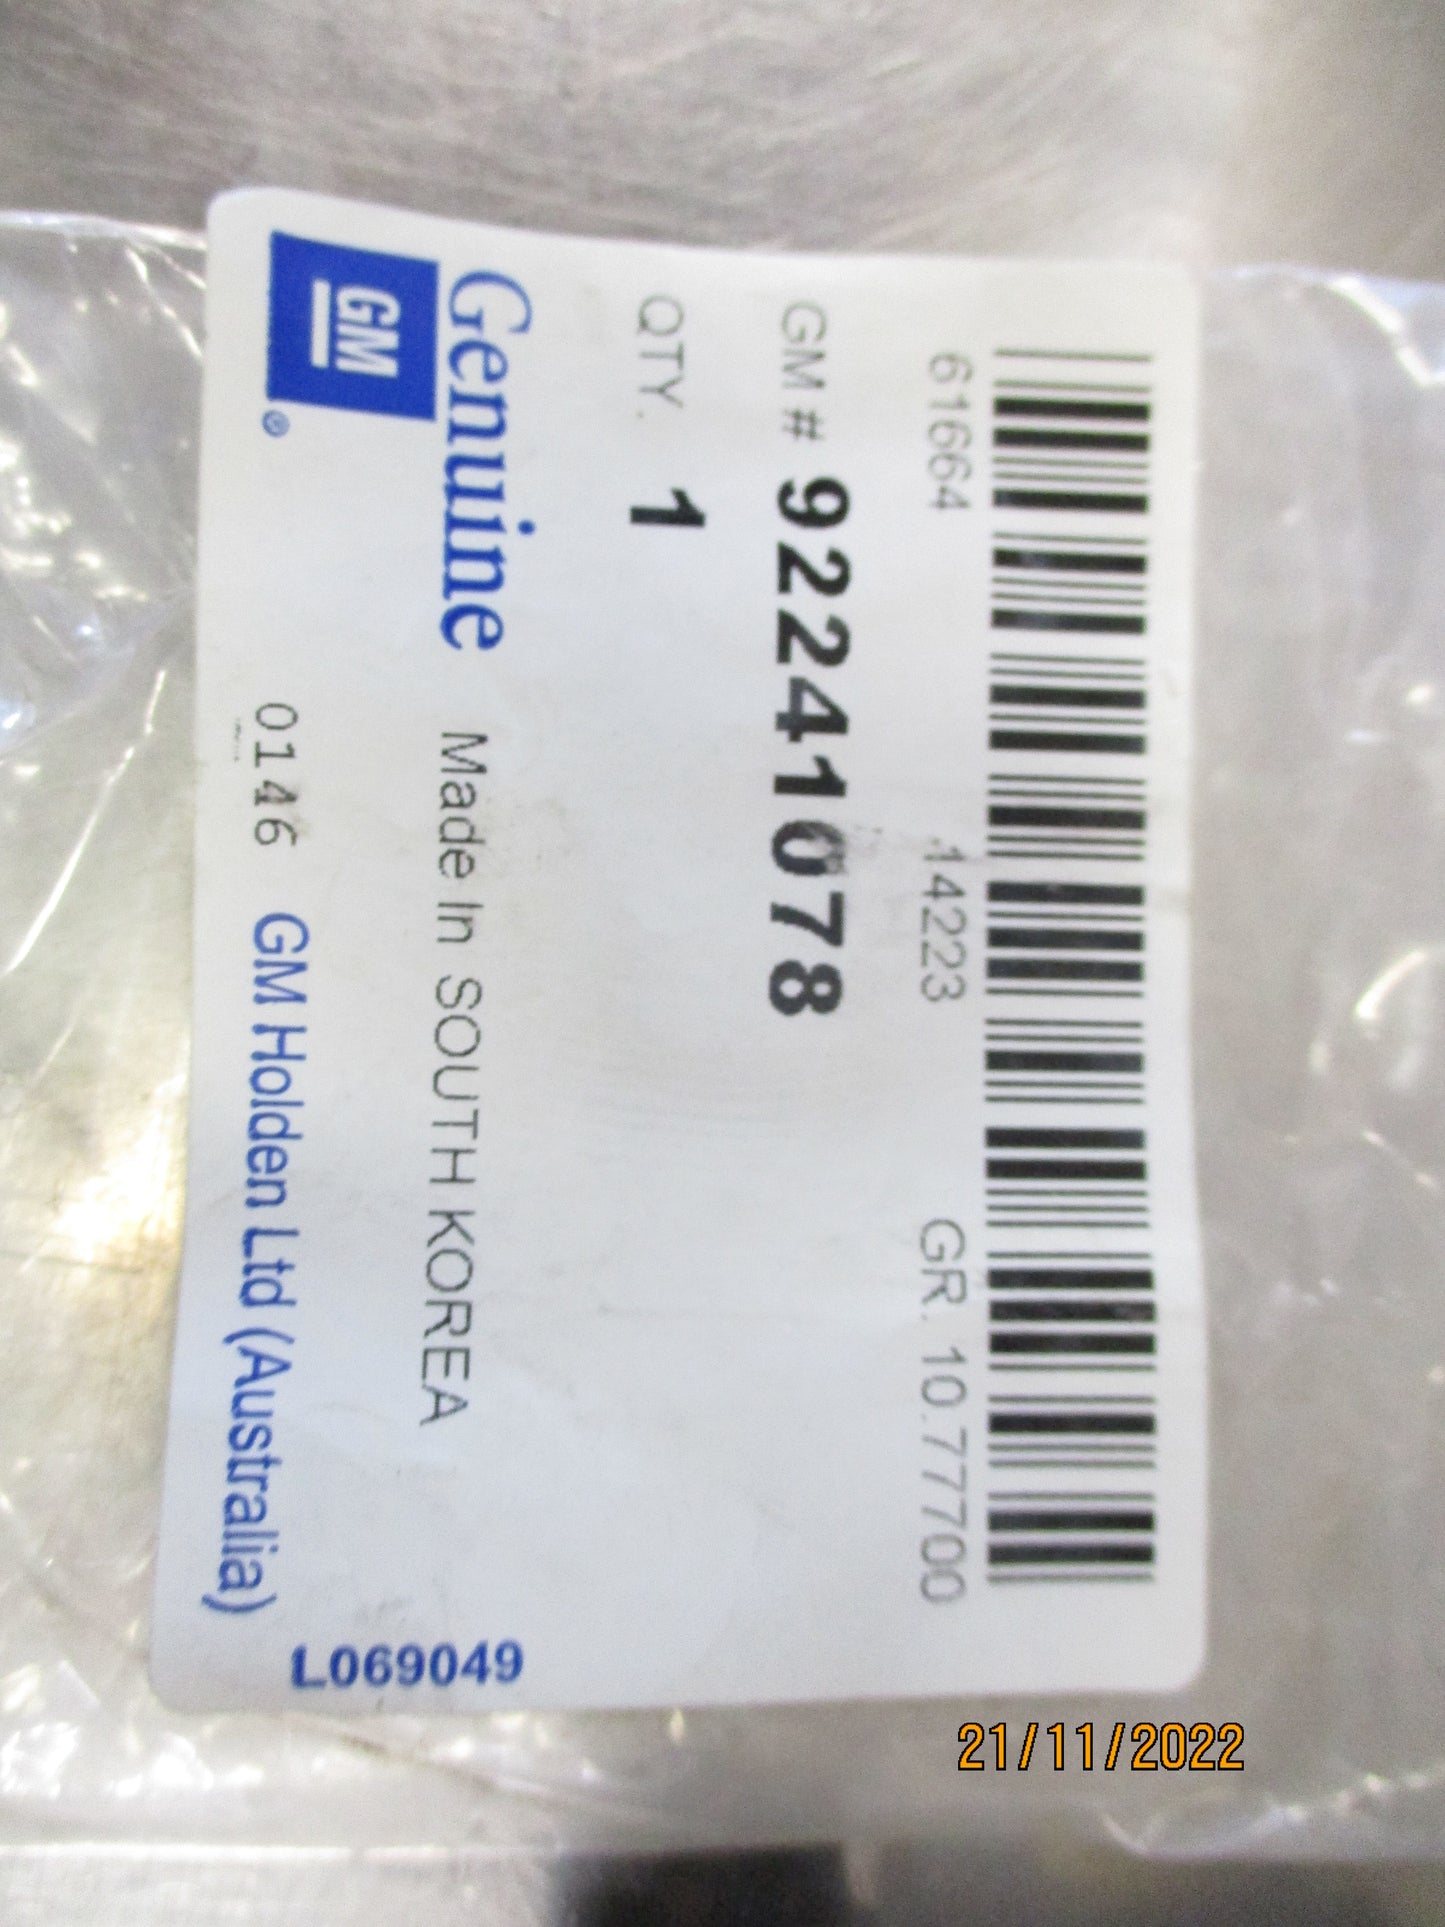 61664 14223 GR. 10.77700
GM # 92241078
QTY. 1
Genuine Made In SOUTH KOREA
GM
® 0146 GM Holden Ltd (Australia)
L069049
21/11/2022